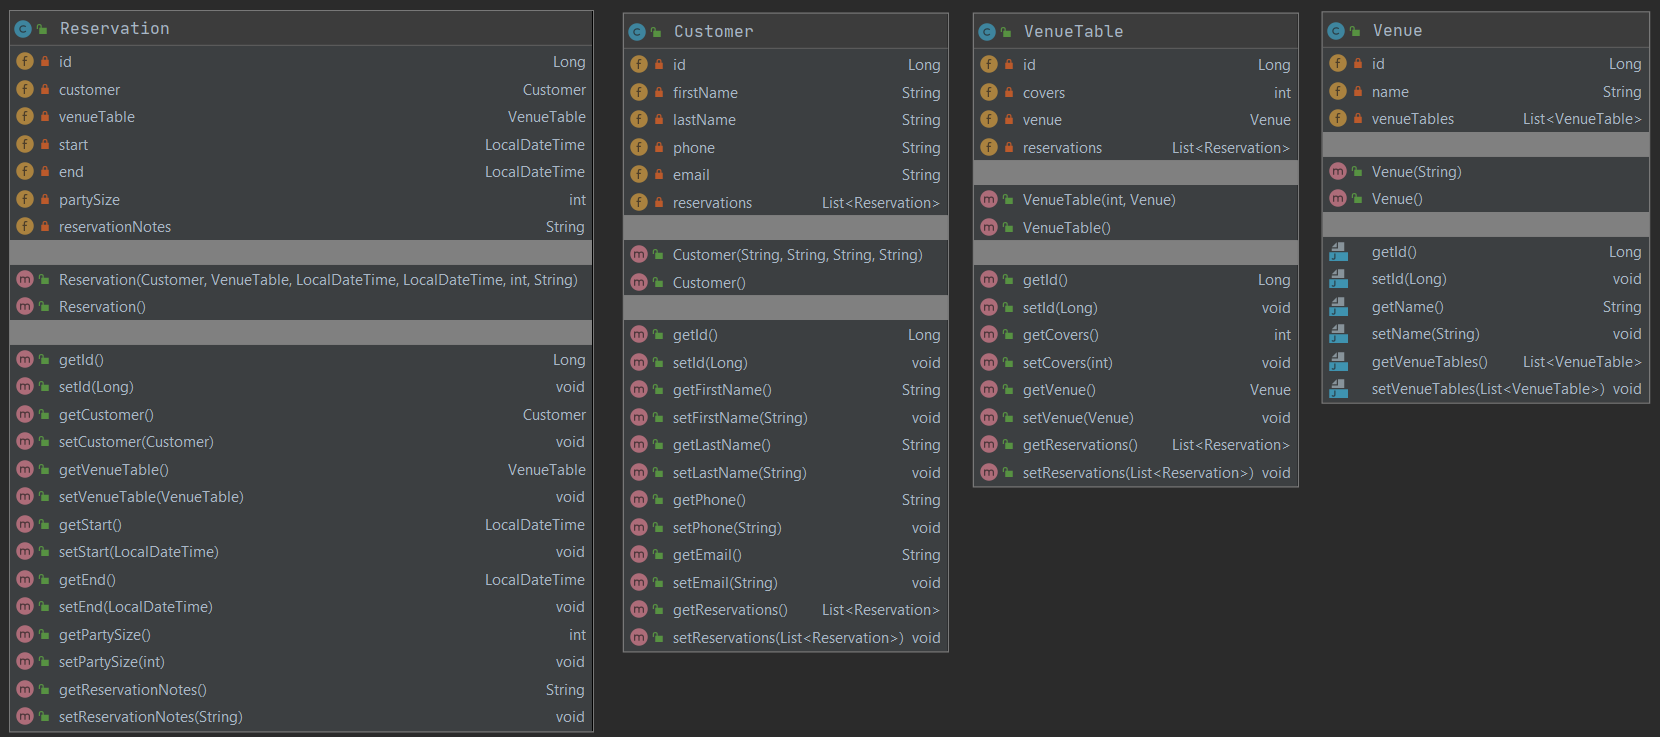 Reservation
id Long
customer Customer
venueTable VenueTable
start LocalDateTime
end LocalDateTime
partySize int
reservationNotes String
Reservation(Customer, VenueTable, LocalDateTime, LocalDateTime, int, String)
Reservation()
getId() Long
setId(Long) void
getCustomer() Customer
setCustomer(Customer) void
getVenueTable() VenueTable
setVenueTable(VenueTable) void
getStart() LocalDateTime
setStart(LocalDateTime) void
getEnd() LocalDateTime
setEnd(LocalDateTime) void
getPartySize() int
setPartySize(int) void
getReservationNotes() String
setReservationNotes(String) void
Customer
id Long
firstName String
lastName String
phone String
email String
reservations List<Reservation>
Customer(String, String, String, String)
Customer()
getId() Long
setId(Long) void
getFirstName() String
setFirstName(String) void
getLastName() String
setLastName(String) void
getPhone() String
setPhone(String) void
getEmail() String
setEmail(String) void
getReservations() List<Reservation>
setReservations(List<Reservation>) void
VenueTable
id Long
covers int
venue Venue
reservations List<Reservation>
VenueTable(int, Venue)
VenueTable()
getId() Long
setId(Long) void
getCovers() int
setCovers(int) void
getVenue() Venue
setVenue(Venue) void
getReservations() List<Reservation>
setReservations(List<Reservation>) void
Venue
id Long
name String
venueTables List<VenueTable>
Venue(String)
Venue()
getId() Long
setId(Long) void
getName() String
setName(String) void
getVenueTables() List<VenueTable>
setVenueTables(List<VenueTable>) void